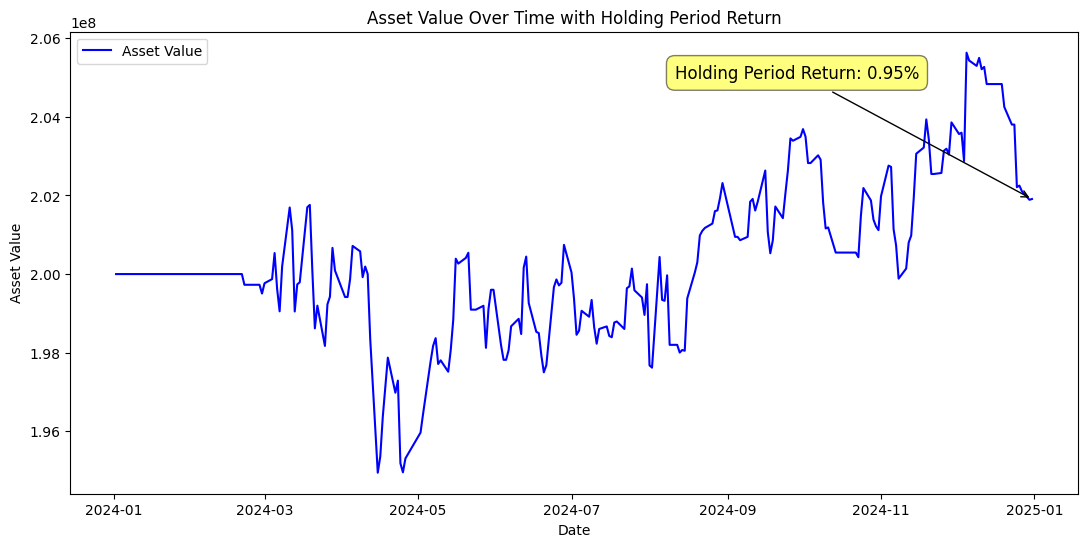 Asset Value Over Time with Holding Period Return
1e8
2.06
2.04
2.02
2.00
1.98
1.96
Asset Value
Asset Value
Holding Period Return: 0.95%
2024-01
2024-03
2024-05
2024-07
2024-09
2024-11
2025-01
Date